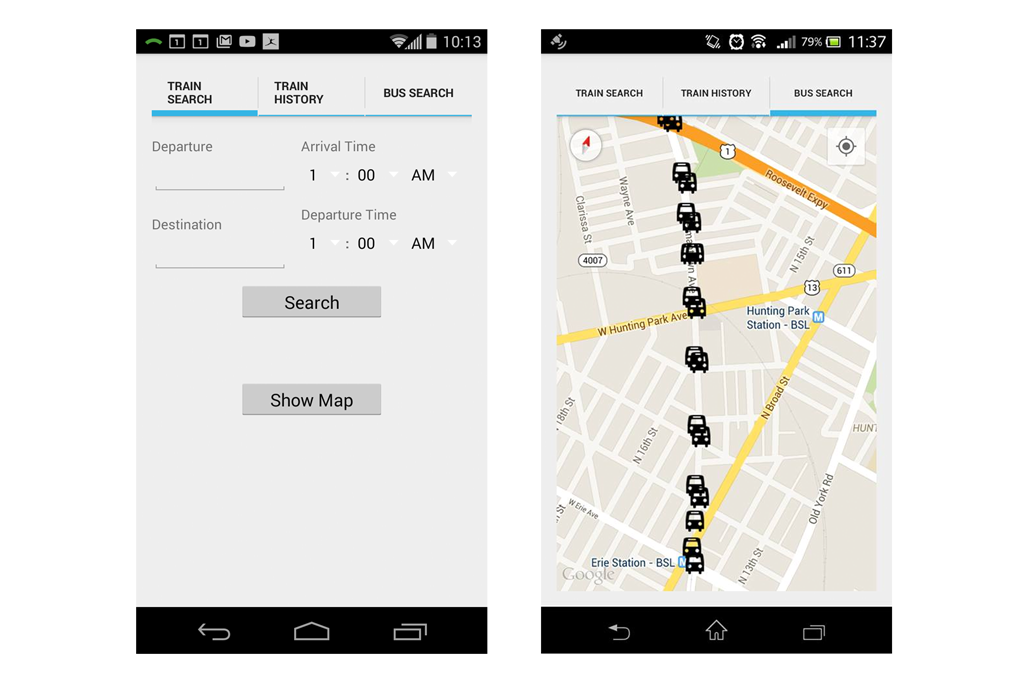 1 1 10:13
TRAIN SEARCH
TRAIN HISTORY
BUS SEARCH
Departure
Arrival Time
1 : 00 AM
Destination
Departure Time
1 : 00 AM
Search
Show Map
79% 11:37
TRAIN SEARCH
TRAIN HISTORY
BUS SEARCH
1
Roosevelt Expy
Wayne Ave
Clarissa St
4007
N 15th St
611
13
Hunting Park
Station - BSL
M
W Hunting Park Ave
N Broad St
18th St
N 16th St
HUNT
Old York Rd
W Erie Ave
St
Erie Station - BSL
M
N 13th St
Google